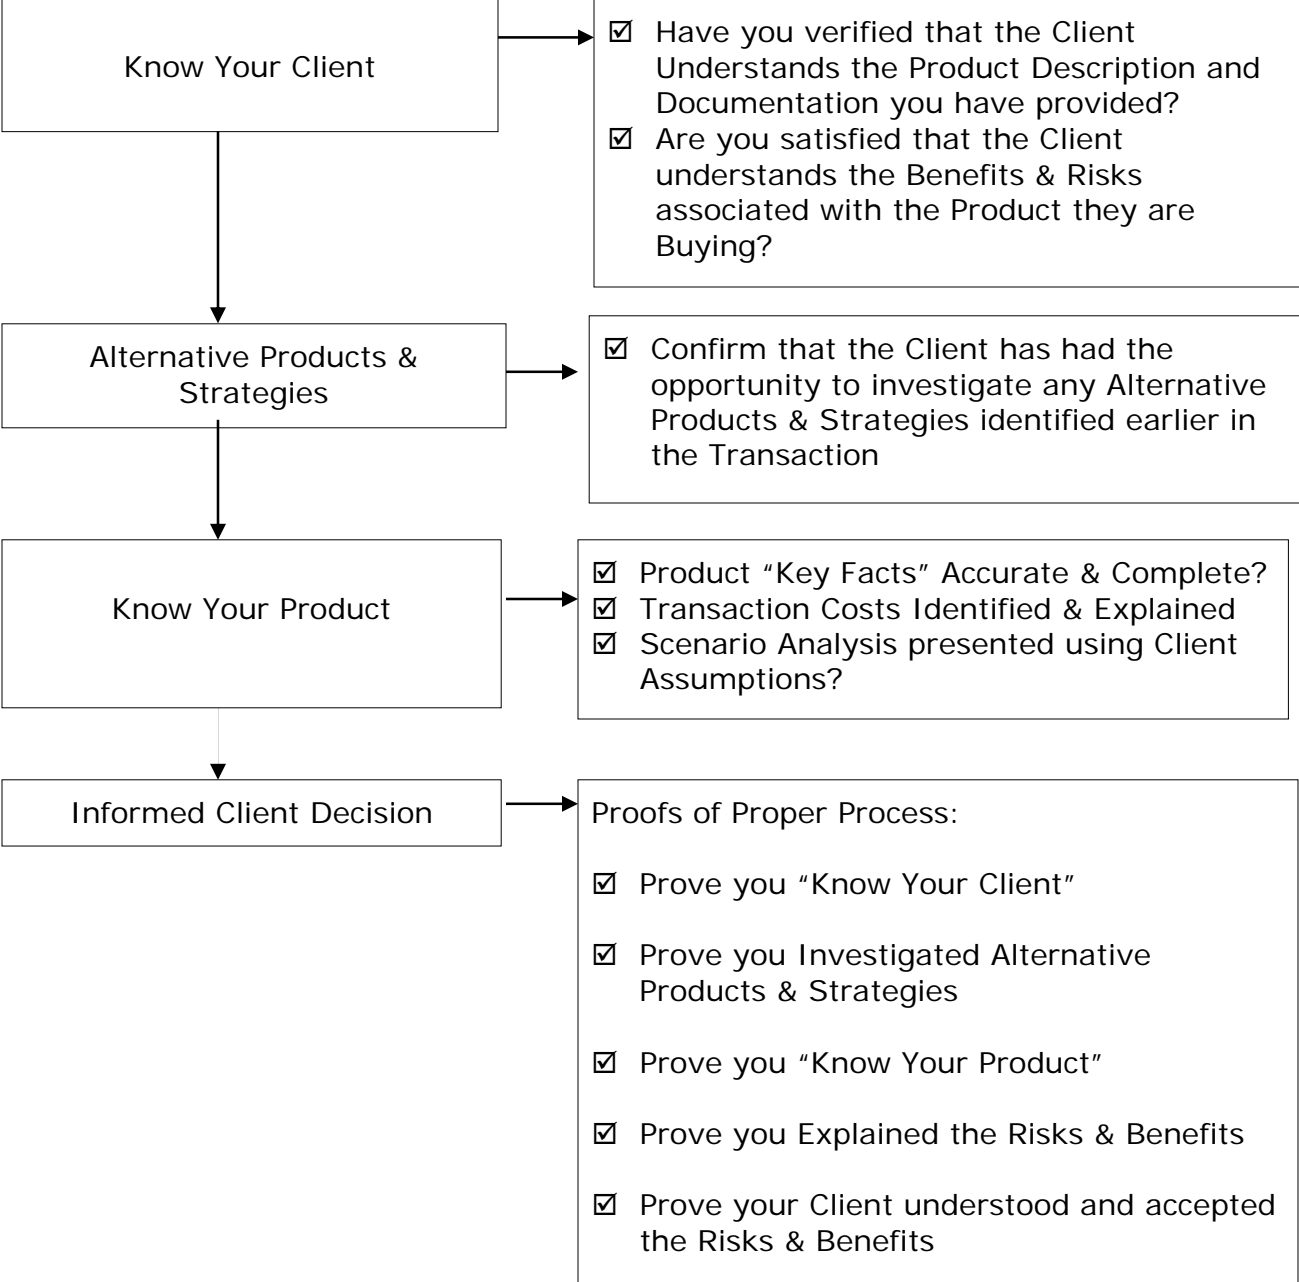 Know Your Client
☑ Have you verified that the Client
Understands the Product Description and
Documentation you have provided?
☑ Are you satisfied that the Client
understands the Benefits & Risks
associated with the Product they are
Buying?
Alternative Products &
Strategies
☑ Confirm that the Client has had the
opportunity to investigate any Alternative
Products & Strategies identified earlier in
the Transaction
Know Your Product
☑ Product “Key Facts” Accurate & Complete?
☑ Transaction Costs Identified & Explained
☑ Scenario Analysis presented using Client
Assumptions?
Informed Client Decision
Proofs of Proper Process:
☑ Prove you “Know Your Client”
☑ Prove you Investigated Alternative
Products & Strategies
☑ Prove you “Know Your Product”
☑ Prove you Explained the Risks & Benefits
☑ Prove your Client understood and accepted
the Risks & Benefits